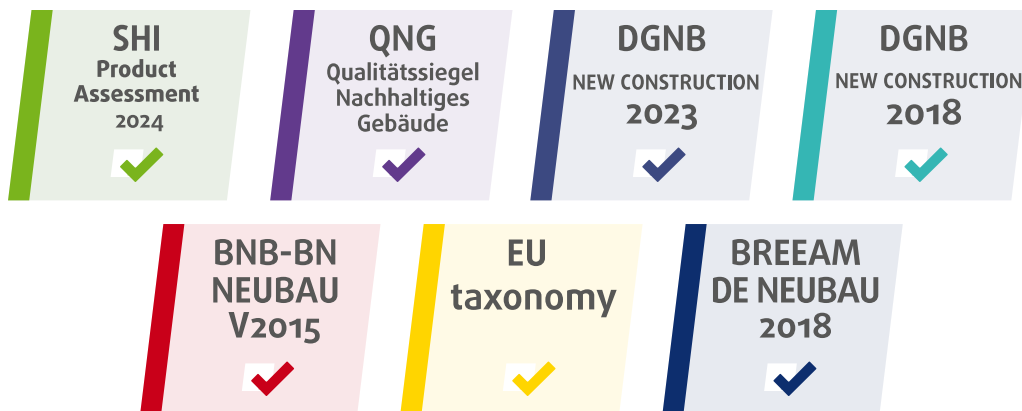 SHI
Product
Assessment
2024
QNG
Qualitätssiegel
Nachhaltiges
Gebäude
DGNB
NEW CONSTRUCTION
2023
DGNB
NEW CONSTRUCTION
2018
BNB-BN
NEUBAU
V2015
EU
taxonomy
BREEAM
DE NEUBAU
2018